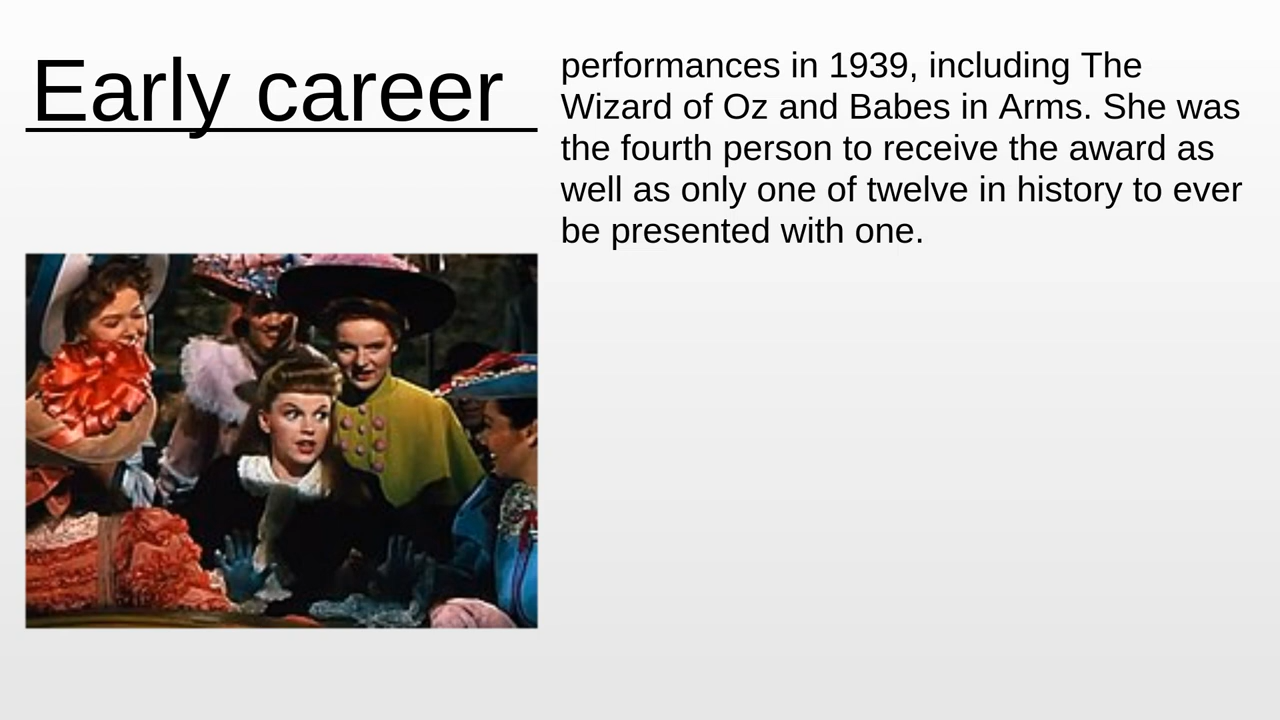 Early career
performances in 1939, including The
Wizard of Oz and Babes in Arms. She was
the fourth person to receive the award as
well as only one of twelve in history to ever
be presented with one.